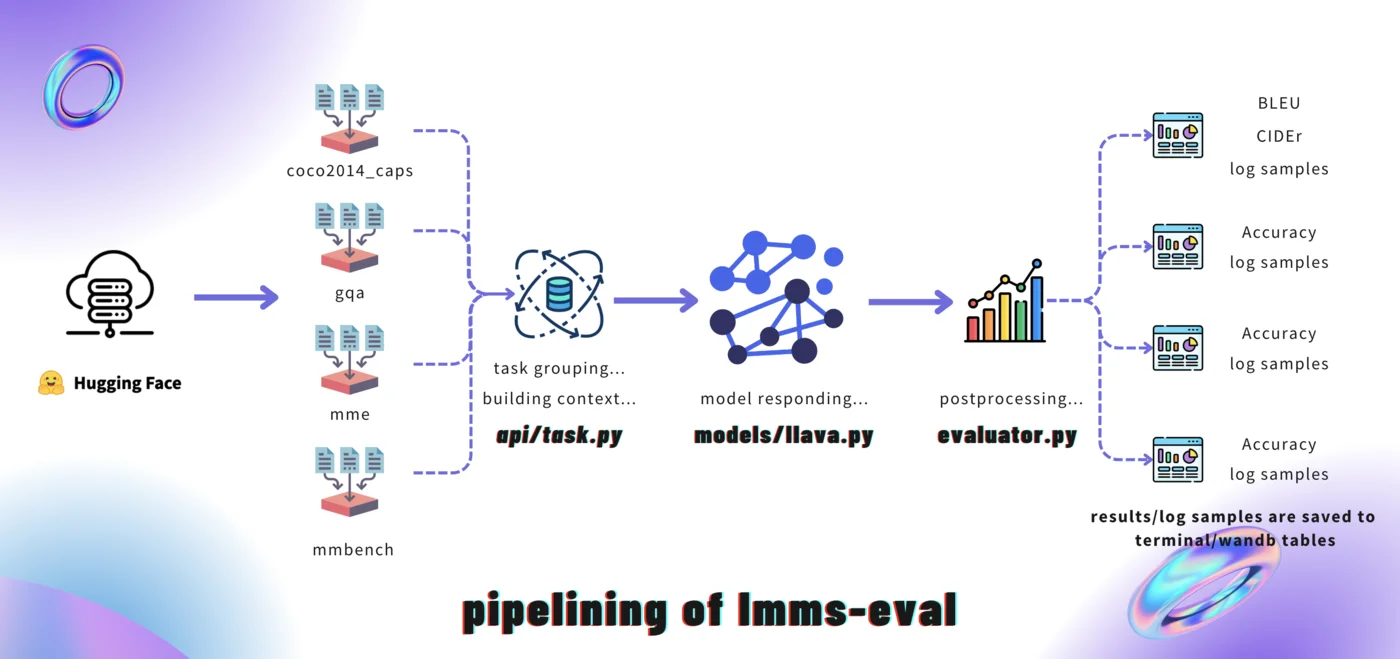 coco2014_caps
gqa
mme
mmbench
Hugging Face
task grouping...
building context...
api/task.py
model responding...
models/llava.py
postprocessing...
evaluator.py
BLEU
CIDEr
log samples
Accuracy
log samples
Accuracy
log samples
Accuracy
log samples
results/log samples are saved to
terminal/wandb tables
pipelining of lmms-eval